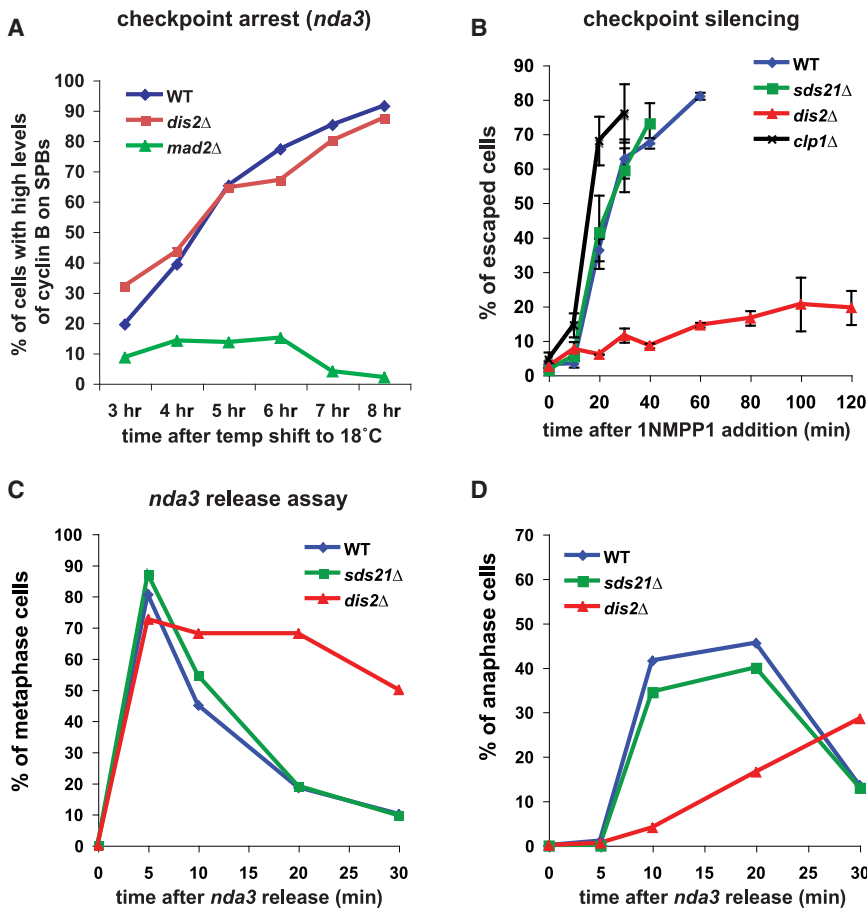 A
checkpoint arrest (nda3)
% of cells with high levels
of cyclin B on SPBs
100
90
80
70
60
50
40
30
20
10
0
WT
dis2Δ
mad2Δ
3 hr 4 hr 5 hr 6 hr 7 hr 8 hr
time after temp shift to 18˚C
B
checkpoint silencing
% of escaped cells
90
80
70
60
50
40
30
20
10
0
WT
sds21Δ
dis2Δ
clp1Δ
0 20 40 60 80 100 120
time after 1NMPP1 addition (min)
C
nda3 release assay
% of metaphase cells
100
90
80
70
60
50
40
30
20
10
0
WT
sds21Δ
dis2Δ
0 5 10 20 30
time after nda3 release (min)
D
% of anaphase cells
70
60
50
40
30
20
10
0
WT
sds21Δ
dis2Δ
0 5 10 20 30
time after nda3 release (min)